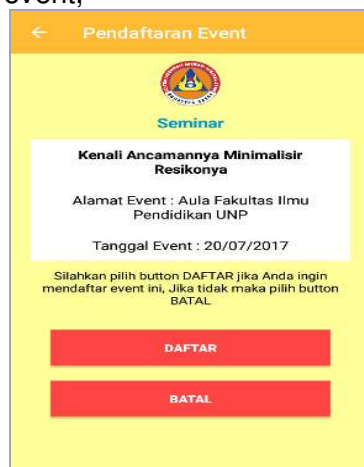 event,
Pendaftaran Event
Seminar
Kenali Ancamannya Minimalisir
Resikonya
Alamat Event : Aula Fakultas Ilmu
Pendidikan UNP
Tanggal Event : 20/07/2017
Silahkan pilih button DAFTAR jika Anda ingin
mendaftar event ini, Jika tidak maka pilih button
BATAL
DAFTAR
BATAL